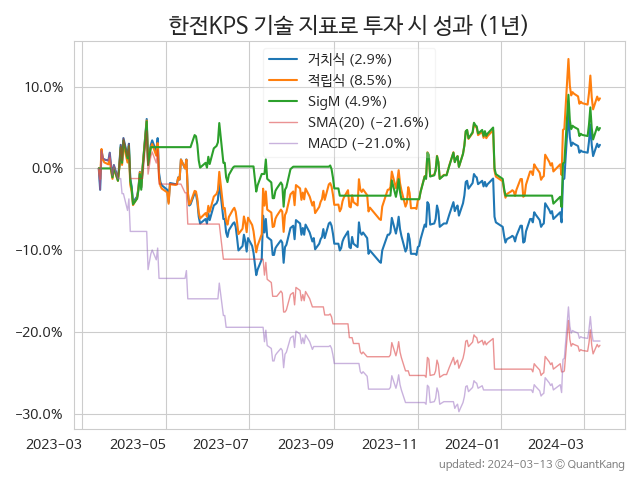 한전KPS 기술 지표로 투자 시 성과 (1년)
거치식 (2.9%)
적립식 (8.5%)
SigM (4.9%)
SMA(20) (−21.6%)
MACD (−21.0%)
10.0%
0.0%
−10.0%
−20.0%
−30.0%
2023-03 2023-05 2023-07 2023-09 2023-11 2024-01 2024-03
updated: 2024-03-13 © QuantKang